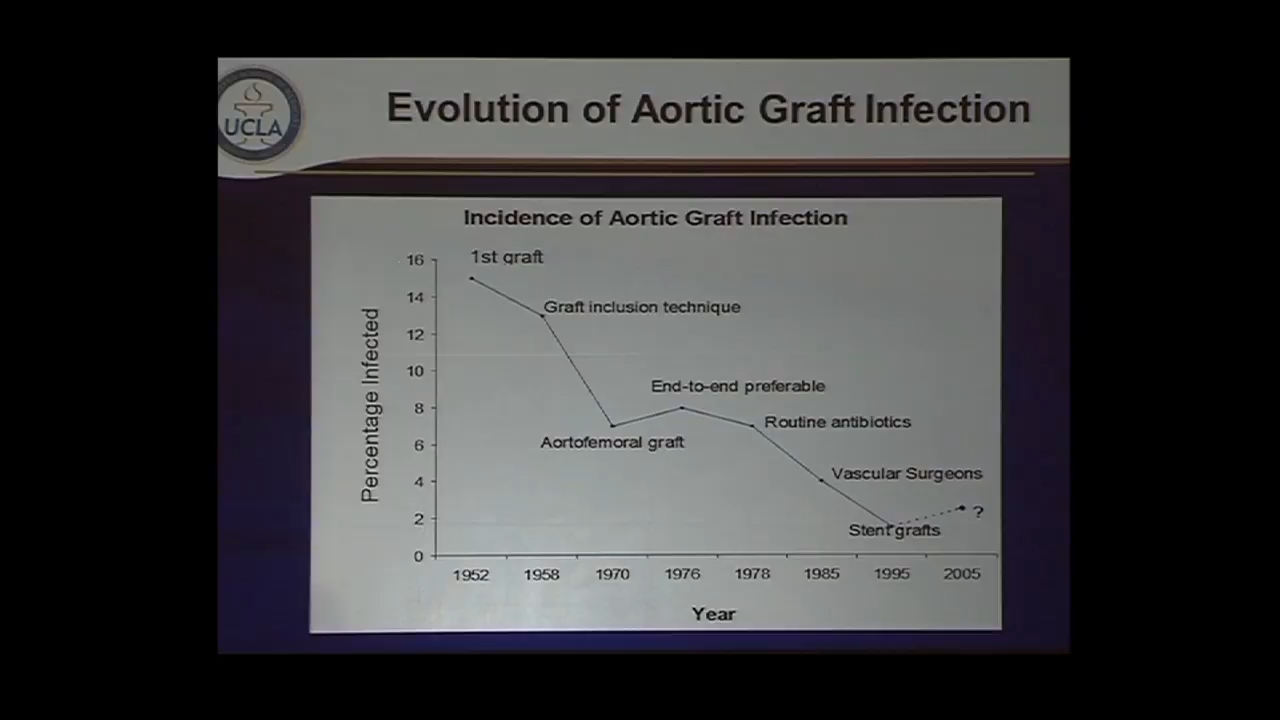 UCLA
Evolution of Aortic Graft Infection
Incidence of Aortic Graft Infection
16
14
12
10
8
6
4
2
0
Percentage Infected
1st graft
Graft inclusion technique
End-to-end preferable
Aortofemoral graft
Routine antibiotics
Vascular Surgeons
?
Stent grafts
1952 1958 1970 1976 1978 1985 1995 2005
Year